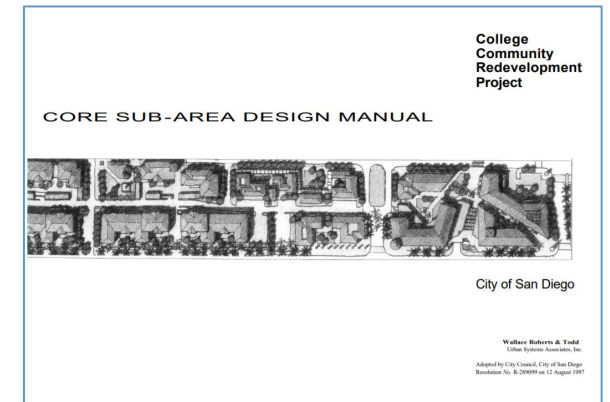 College
Community
Redevelopment
Project
CORE SUB-AREA DESIGN MANUAL
City of San Diego
Wallace Roberts & Todd
Urban Systems Associates, Inc.
Adopted by City Council, City of San Diego
Resolution No. R-289099 on 12 August 1997